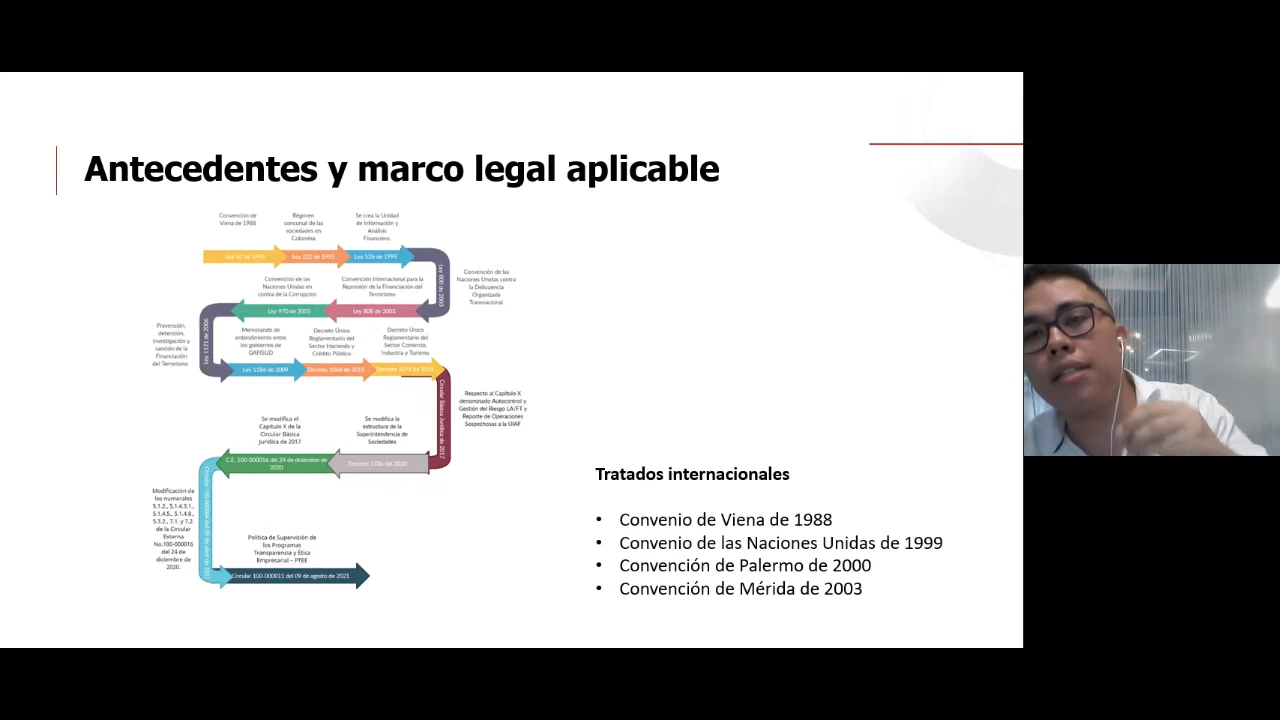 Antecedentes y marco legal aplicable
Convención de
Viena de 1988
Régimen
concursal de las
sociedades en
Colombia
Se crea la Unidad
de Información y
Análisis
Financiero
Ley 67 de 1993
Ley 222 de 1995
Ley 526 de 1999
Ley 800 de 2003
Convención de las
Naciones Unidas contra
la Delicuencia
Organizada
Transnacional
Convención de las
Naciones Unidas en
contra de la Corrupción
Convención Internacional para la
Represión de la Financiación del
Terrorismo
Ley 970 de 2005
Ley 808 de 2003
Ley 1121 de 2006
Prevención,
detención,
investigación y
sanción de la
Financiación
del Terrorismo
Memorando de
entendimiento entre
los gobiernos de
GAFISUD
Decreto Único
Reglamentario del
Sector Hacienda y
Crédito Público
Decreto Único
Reglamentario del
Sector Comercio,
Industria y Turismo
Ley 1186 de 2009
Decreto 1068 de 2015
Decreto 1074 de 2015
Circular Básica Jurídica de 2017
Respecto al Capítulo X
denominado Autocontrol y
Gestión del Riesgo LA/FT y
Reporte de Operaciones
Sospechosas a la UIAF
Se modifica el
Capítulo X de la
Circular Básica
Jurídica de 2017
Se modifica la
estructura de la
Superintendencia de
Sociedades
C.E. 100-000016 del 24 de diciembre de
2020
Decreto 1736 del 2020
Modificación de
los numerales
5.1.2., 5.1.4.3.1.,
5.1.4.5., 5.1.4.8.,
5.3.2., 7.1. y 7.2.
de la Circular
Externa
No.100-000016
del 24 de
diciembre de
2020.
Política de Supervisión de
los Programas
Transparencia y Ética
Empresarial – PTEE
Circular 100-000011 del 09 de agosto de 2021
Tratados internacionales
• Convenio de Viena de 1988
• Convenio de las Naciones Unidas de 1999
• Convención de Palermo de 2000
• Convención de Mérida de 2003